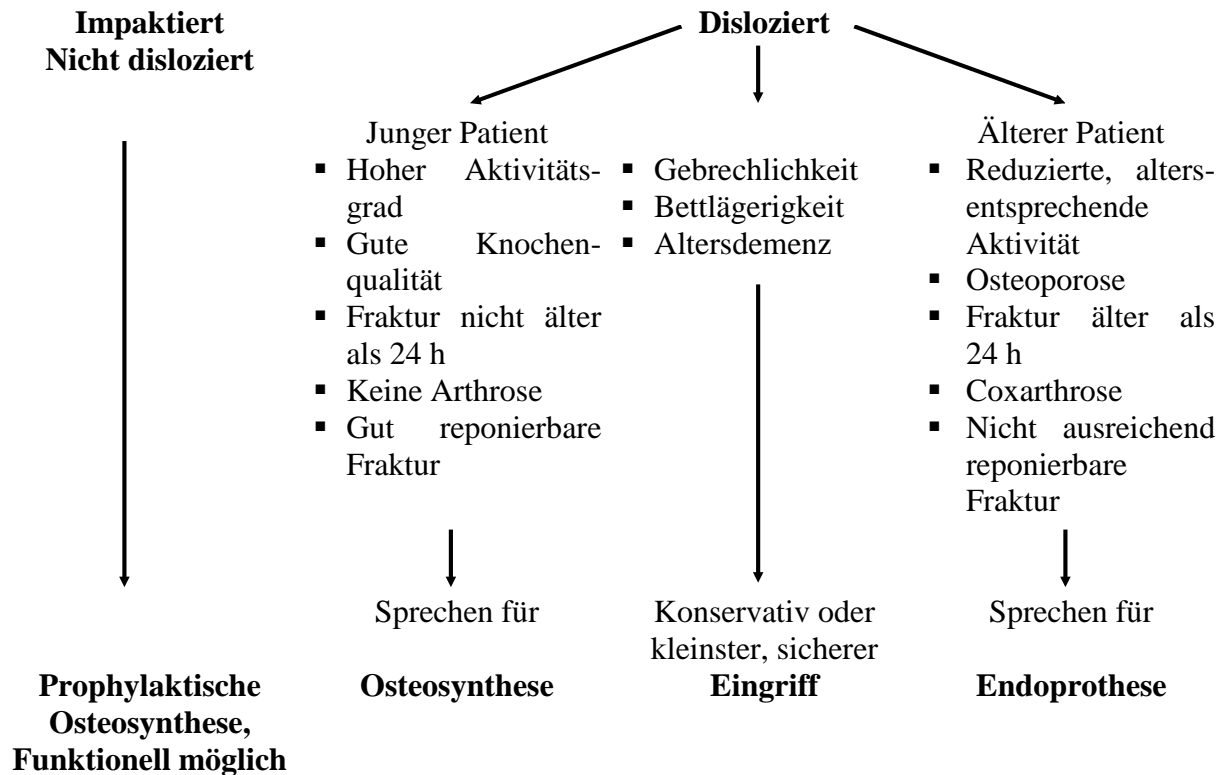 Impaktiert
Nicht disloziert
Disloziert
Junger Patient
▪ Hoher Aktivitäts-
grad
▪ Gute Knochen-
qualität
▪ Fraktur nicht älter
als 24 h
▪ Keine Arthrose
▪ Gut reponierbare
Fraktur
▪ Gebrechlichkeit
▪ Bettlägerigkeit
▪ Altersdemenz
Älterer Patient
▪ Reduzierte, alters-
entsprechende
Aktivität
▪ Osteoporose
▪ Fraktur älter als
24 h
▪ Coxarthrose
▪ Nicht ausreichend
reponierbare
Fraktur
Prophylaktische
Osteosynthese,
Funktionell möglich
Sprechen für
Osteosynthese
Konservativ oder
kleinster, sicherer
Eingriff
Sprechen für
Endoprothese